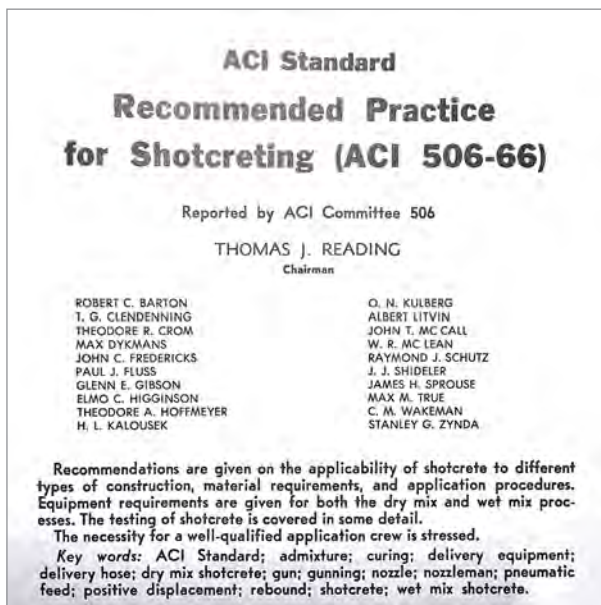 ACI Standard
Recommended Practice
for Shotcreting (ACI 506-66)
Reported by ACI Committee 506
THOMAS J. READING
Chairman
ROBERT C. BARTON
T. G. CLENDENNING
THEODORE R. CROM
MAX DYKMANS
JOHN C. FREDERICKS
PAUL J. FLUSS
GLENN E. GIBSON
ELMO C. HIGGINSON
THEODORE A. HOFFMEYER
H. L. KALOUSEK
O. N. KULBERG
ALBERT LITVIN
JOHN T. MC CALL
W. R. MC LEAN
RAYMOND J. SCHUTZ
J. J. SHIDELER
JAMES H. SPROUSE
MAX M. TRUE
C. M. WAKEMAN
STANLEY G. ZYNDA
Recommendations are given on the applicability of shotcrete to different
types of construction, material requirements, and application procedures.
Equipment requirements are given for both the dry mix and wet mix proc-
esses. The testing of shotcrete is covered in some detail.
The necessity for a well-qualified application crew is stressed.
Key words: ACI Standard; admixture; curing; delivery equipment;
delivery hose; dry mix shotcrete; gun; gunning; nozzle; nozzleman; pneumatic
feed; positive displacement; rebound; shotcrete; wet mix shotcrete.